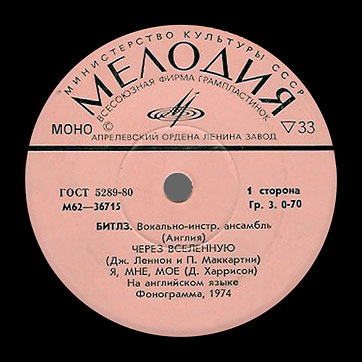 МИНИСТЕРСТВО КУЛЬТУРЫ СССР
МЕЛОДИЯ
© ВСЕСОЮЗНАЯ ФИРМА ГРАМПЛАСТИНОК
МОНО ▽33
АПРЕЛЕВСКИЙ ОРДЕНА ЛЕНИНА ЗАВОД
ГОСТ 5289-80 1 сторона
М62—36715 Гр. 3. 0-70
БИТЛЗ. Вокально-инстр. ансамбль
(Англия)
ЧЕРЕЗ ВСЕЛЕННУЮ
(Дж. Леннон и П. Маккартни)
Я, МНЕ, МОЕ (Д. Харрисон)
На английском языке
Фонограмма, 1974